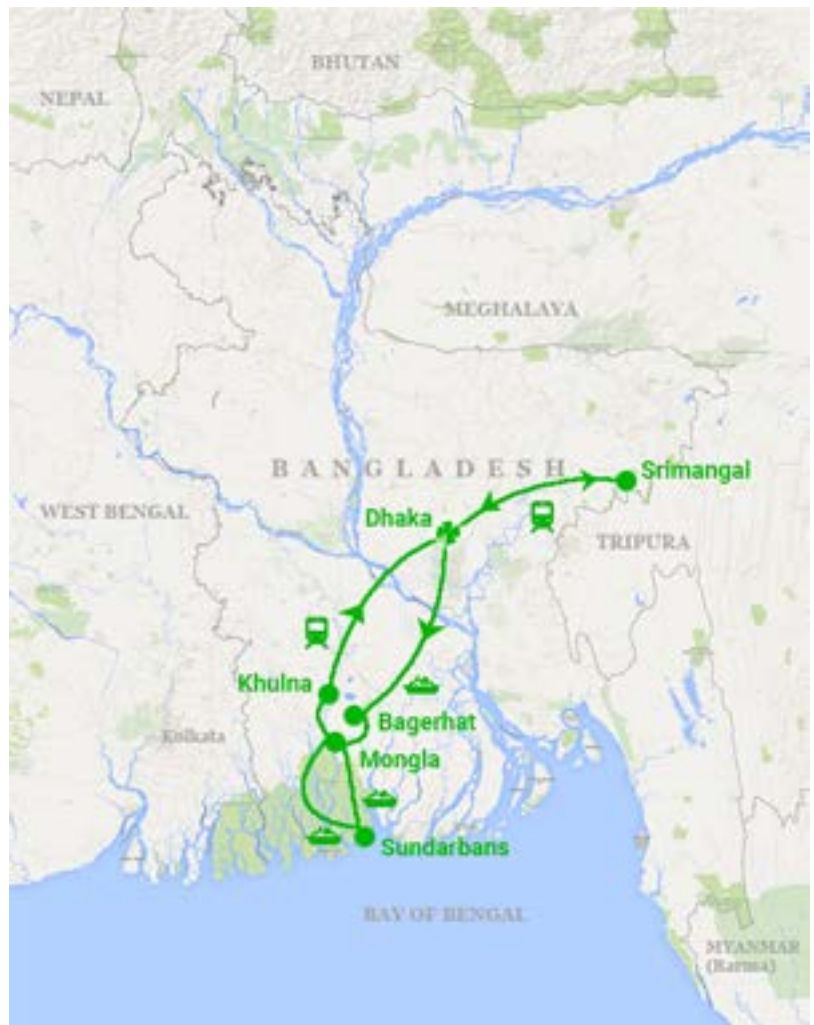 BHUTAN
NEPAL
MEGHALAYA
BANGLADESH
Srimangal
WEST BENGAL
Dhaka
TRIPURA
Khulna
Bagerhat
Kolkata
Mongla
Sundarbans
BAY OF BENGAL
MYANMAR
(Burma)